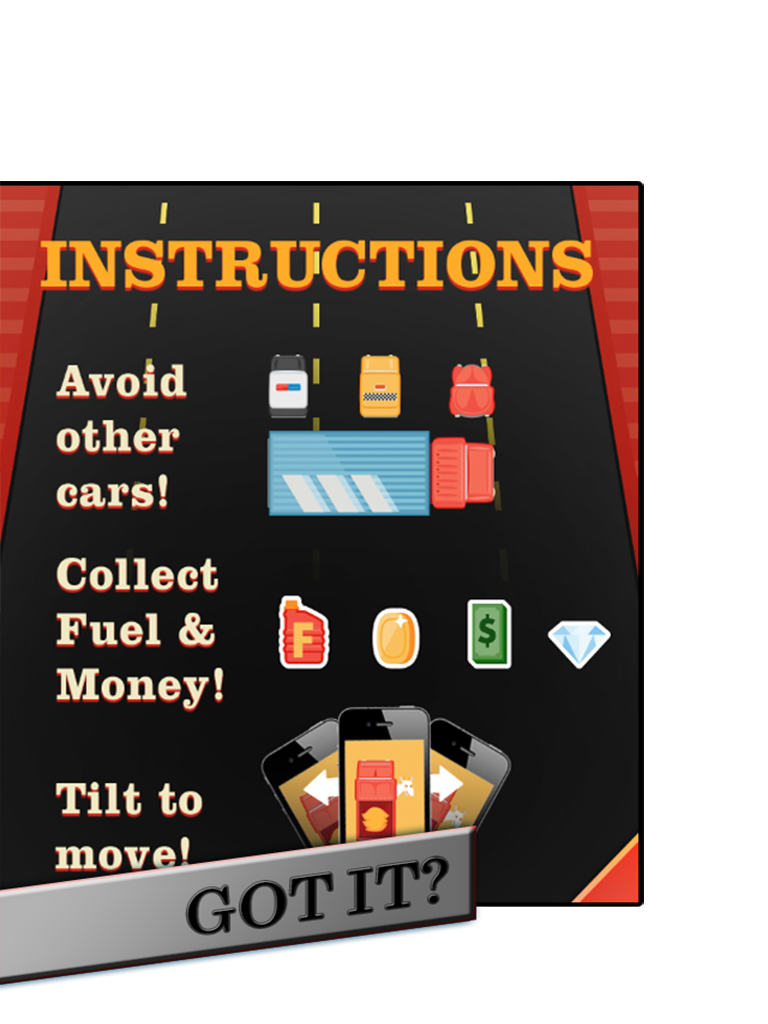 INSTRUCTIONS
Avoid
other
cars!
Collect
Fuel &
Money!
F
$
Tilt to
move!
GOT IT?